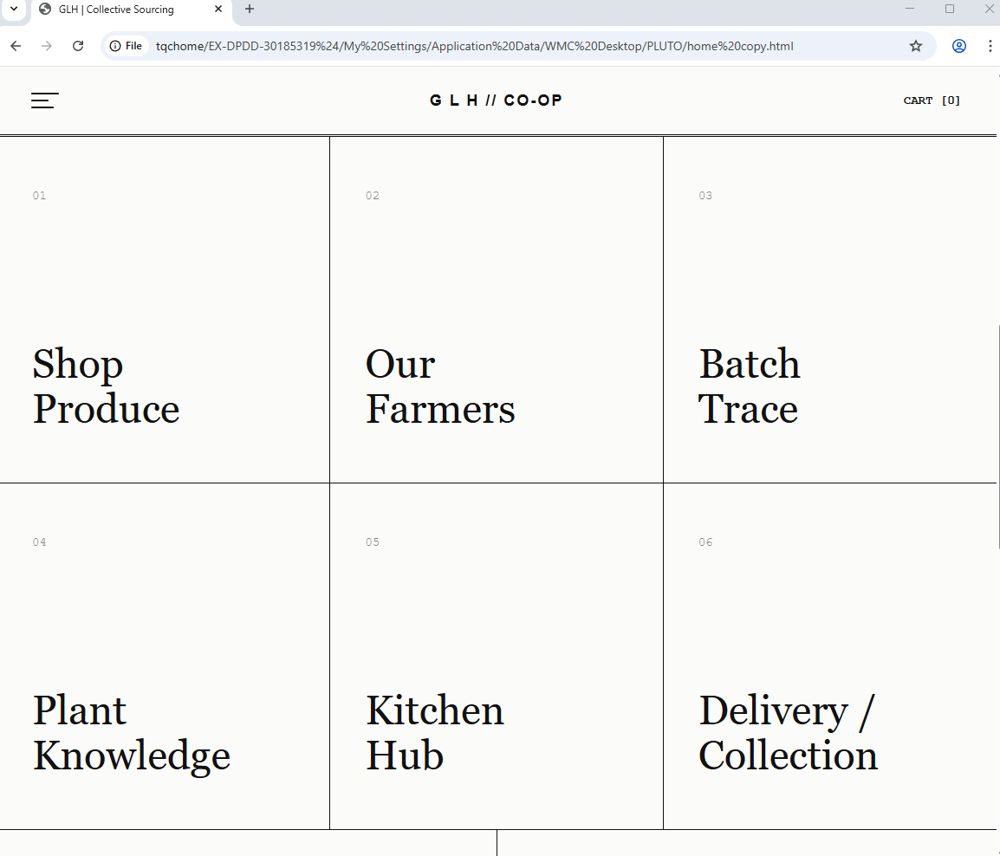 GLH | Collective Sourcing
File
tqchome/EX-DPDD-30185319%24/My%20Settings/Application%20Data/WMC%20Desktop/PLUTO/home%20copy.html
G L H // CO-OP
CART [0]
01
02
03
Shop
Produce
Our
Farmers
Batch
Trace
04
05
06
Plant
Knowledge
Kitchen
Hub
Delivery /
Collection